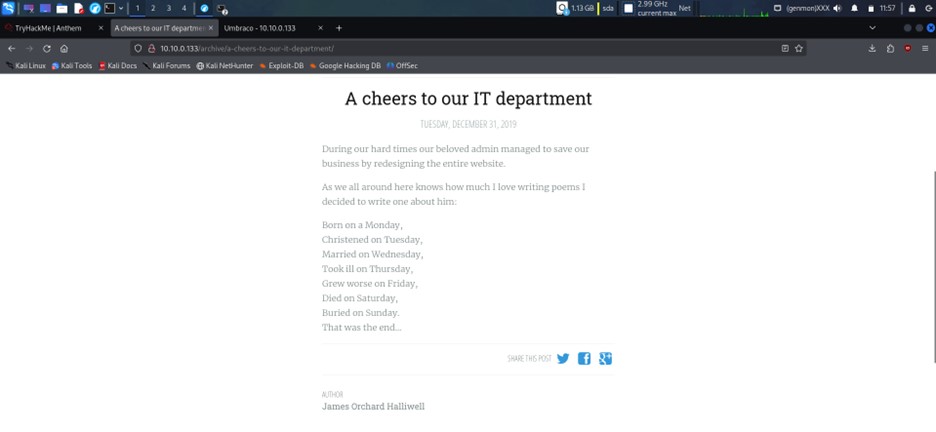 1 2 3 4 1.13 GB sda 2.99 GHz Net (genmon)XXX 11:57
current max
TryHackMe | Anthem × A cheers to our IT departmen × Umbraco - 10.10.0.133 × +
10.10.0.133/archive/a-cheers-to-our-it-department/
Kali Linux Kali Tools Kali Docs Kali Forums Kali NetHunter Exploit-DB Google Hacking DB OffSec
A cheers to our IT department
TUESDAY, DECEMBER 31, 2019
During our hard times our beloved admin managed to save our
business by redesigning the entire website.
As we all around here knows how much I love writing poems I
decided to write one about him:
Born on a Monday,
Christened on Tuesday,
Married on Wednesday,
Took ill on Thursday,
Grew worse on Friday,
Died on Saturday,
Buried on Sunday.
That was the end…
SHARE THIS POST
AUTHOR
James Orchard Halliwell